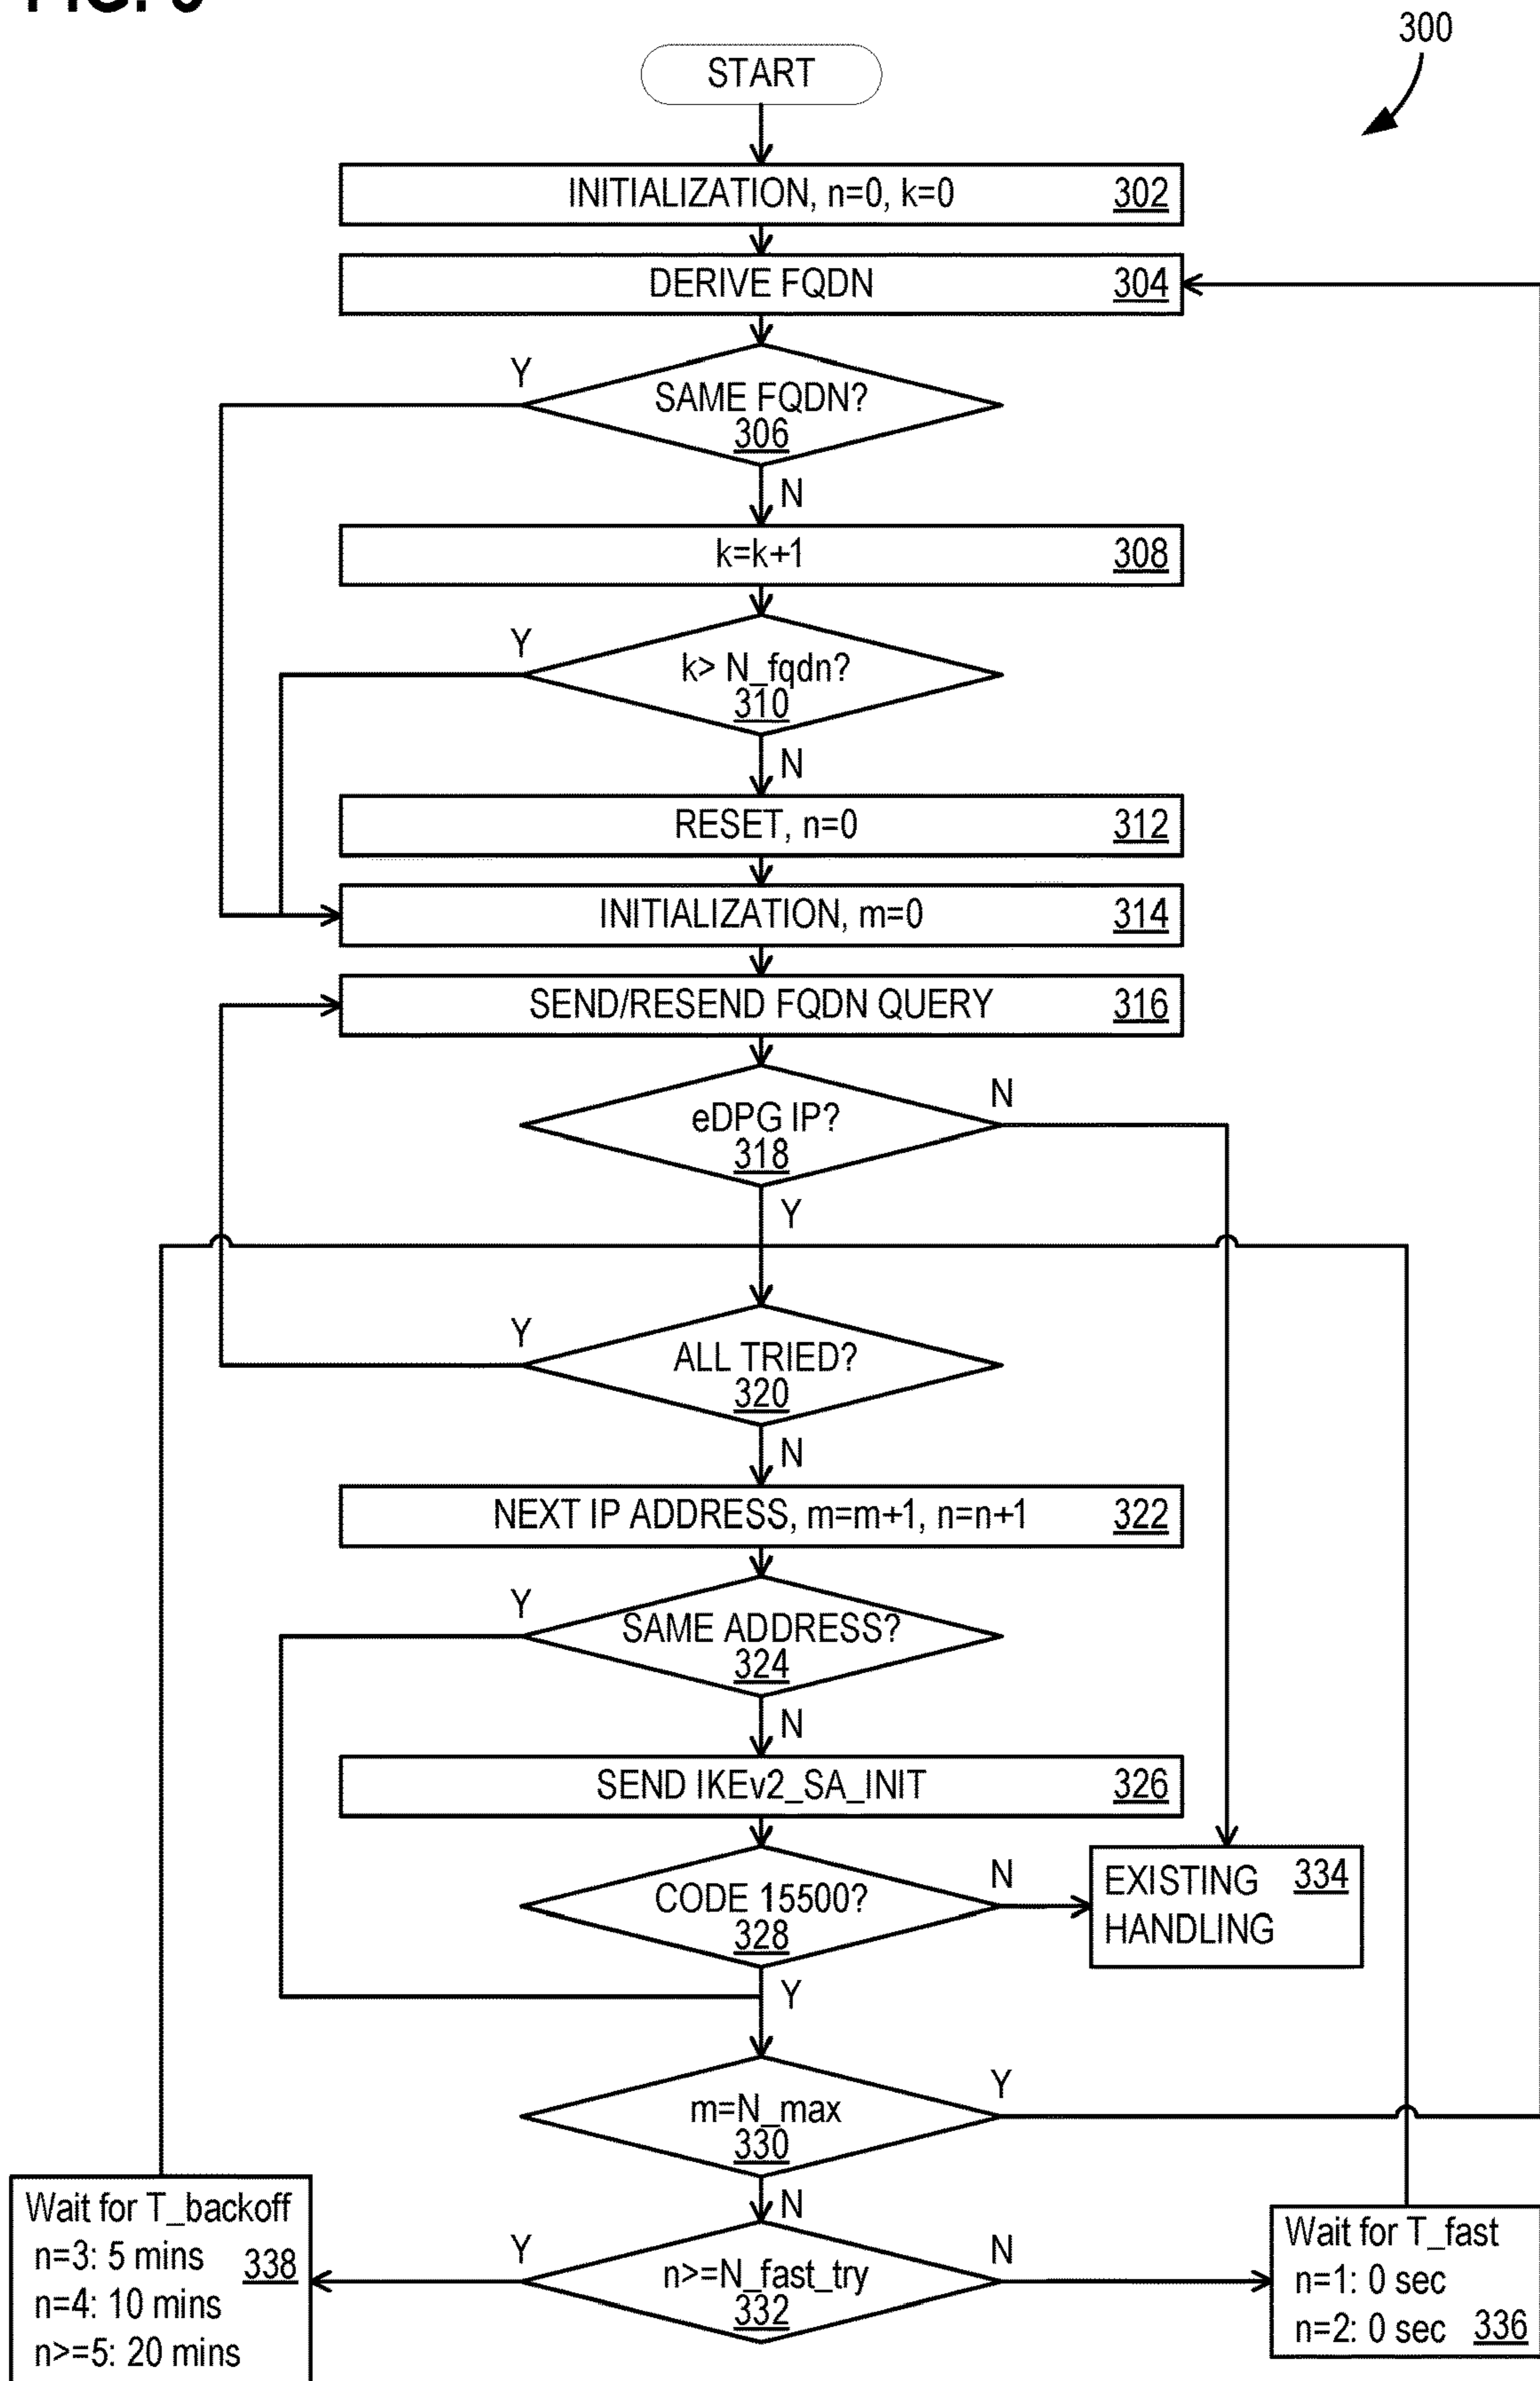 300
START
INITIALIZATION, n=0, k=0 302
DERIVE FQDN 304
Y
SAME FQDN?
306
N
k=k+1 308
Y
k> N_fqdn?
310
N
RESET, n=0 312
INITIALIZATION, m=0 314
SEND/RESEND FQDN QUERY 316
N
eDPG IP?
318
Y
Y
ALL TRIED?
320
N
NEXT IP ADDRESS, m=m+1, n=n+1 322
Y
SAME ADDRESS?
324
N
SEND IKEv2_SA_INIT 326
CODE 15500?
328
N
EXISTING 334
HANDLING
Y
Y
m=N_max
330
N
Wait for T_backoff
n=3: 5 mins 338
n=4: 10 mins
n>=5: 20 mins
Y
n>=N_fast_try
332
N
Wait for T_fast
n=1: 0 sec
n=2: 0 sec 336